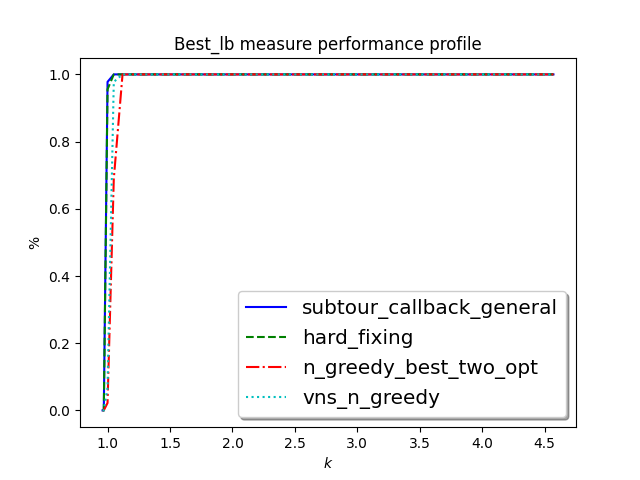 Best_lb measure performance profile
1.0
0.8
0.6
0.4
0.2
0.0
%
subtour_callback_general
hard_fixing
n_greedy_best_two_opt
vns_n_greedy
1.0 1.5 2.0 2.5 3.0 3.5 4.0 4.5
k